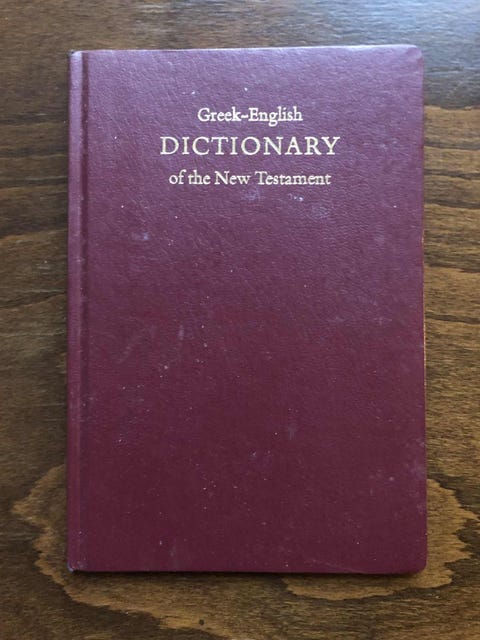 Greek-English
DICTIONARY
of the New Testament